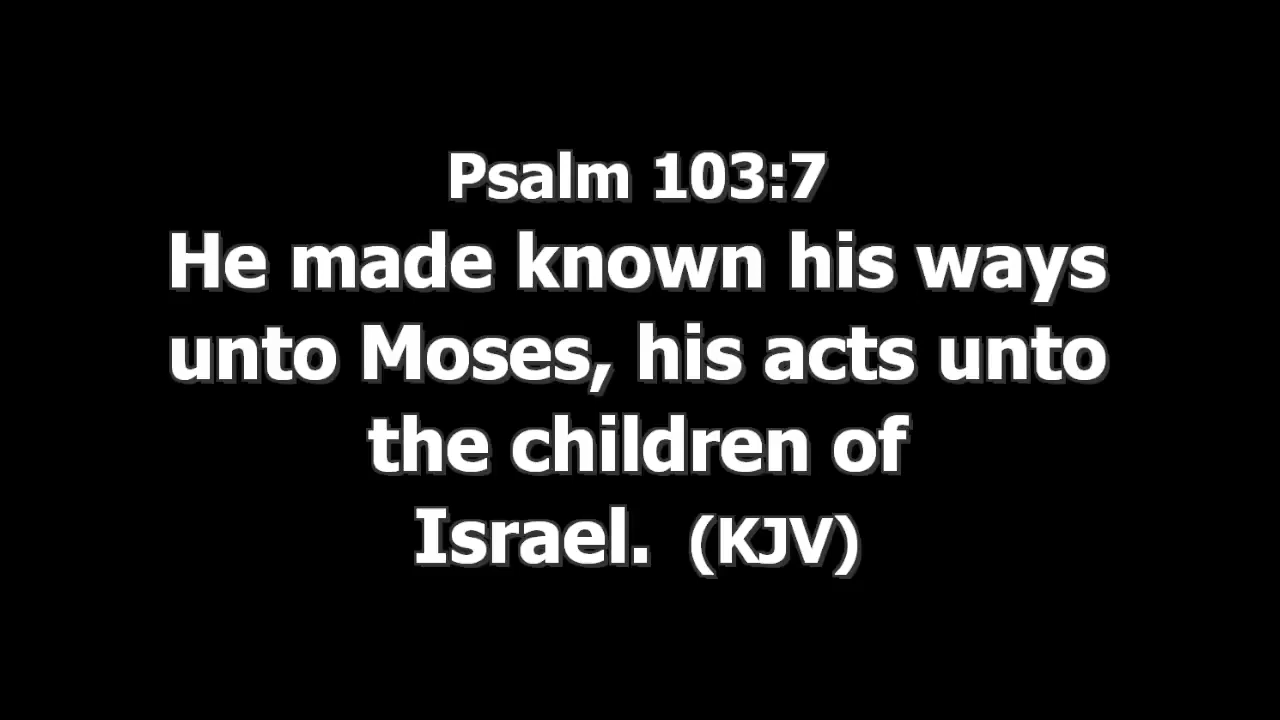 Psalm 103:7
He made known his ways
unto Moses, his acts unto
the children of
Israel. (KJV)